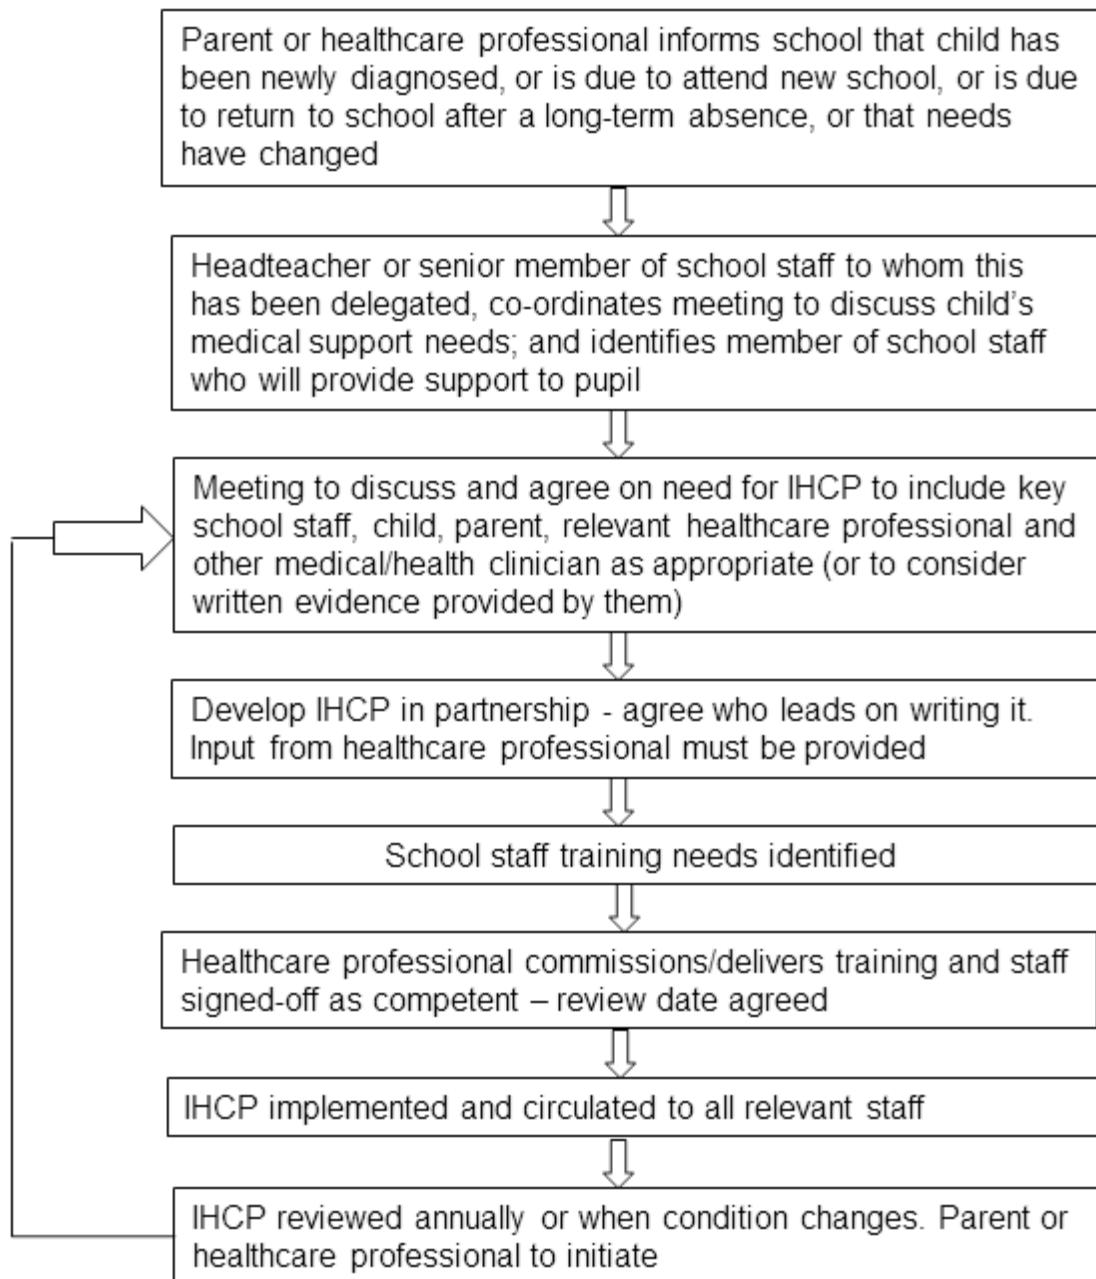 Parent or healthcare professional informs school that child has
been newly diagnosed, or is due to attend new school, or is due
to return to school after a long-term absence, or that needs
have changed
Headteacher or senior member of school staff to whom this
has been delegated, co-ordinates meeting to discuss child's
medical support needs; and identifies member of school staff
who will provide support to pupil
Meeting to discuss and agree on need for IHCP to include key
school staff, child, parent, relevant healthcare professional and
other medical/health clinician as appropriate (or to consider
written evidence provided by them)
Develop IHCP in partnership - agree who leads on writing it.
Input from healthcare professional must be provided
School staff training needs identified
Healthcare professional commissions/delivers training and staff
signed-off as competent – review date agreed
IHCP implemented and circulated to all relevant staff
IHCP reviewed annually or when condition changes. Parent or
healthcare professional to initiate